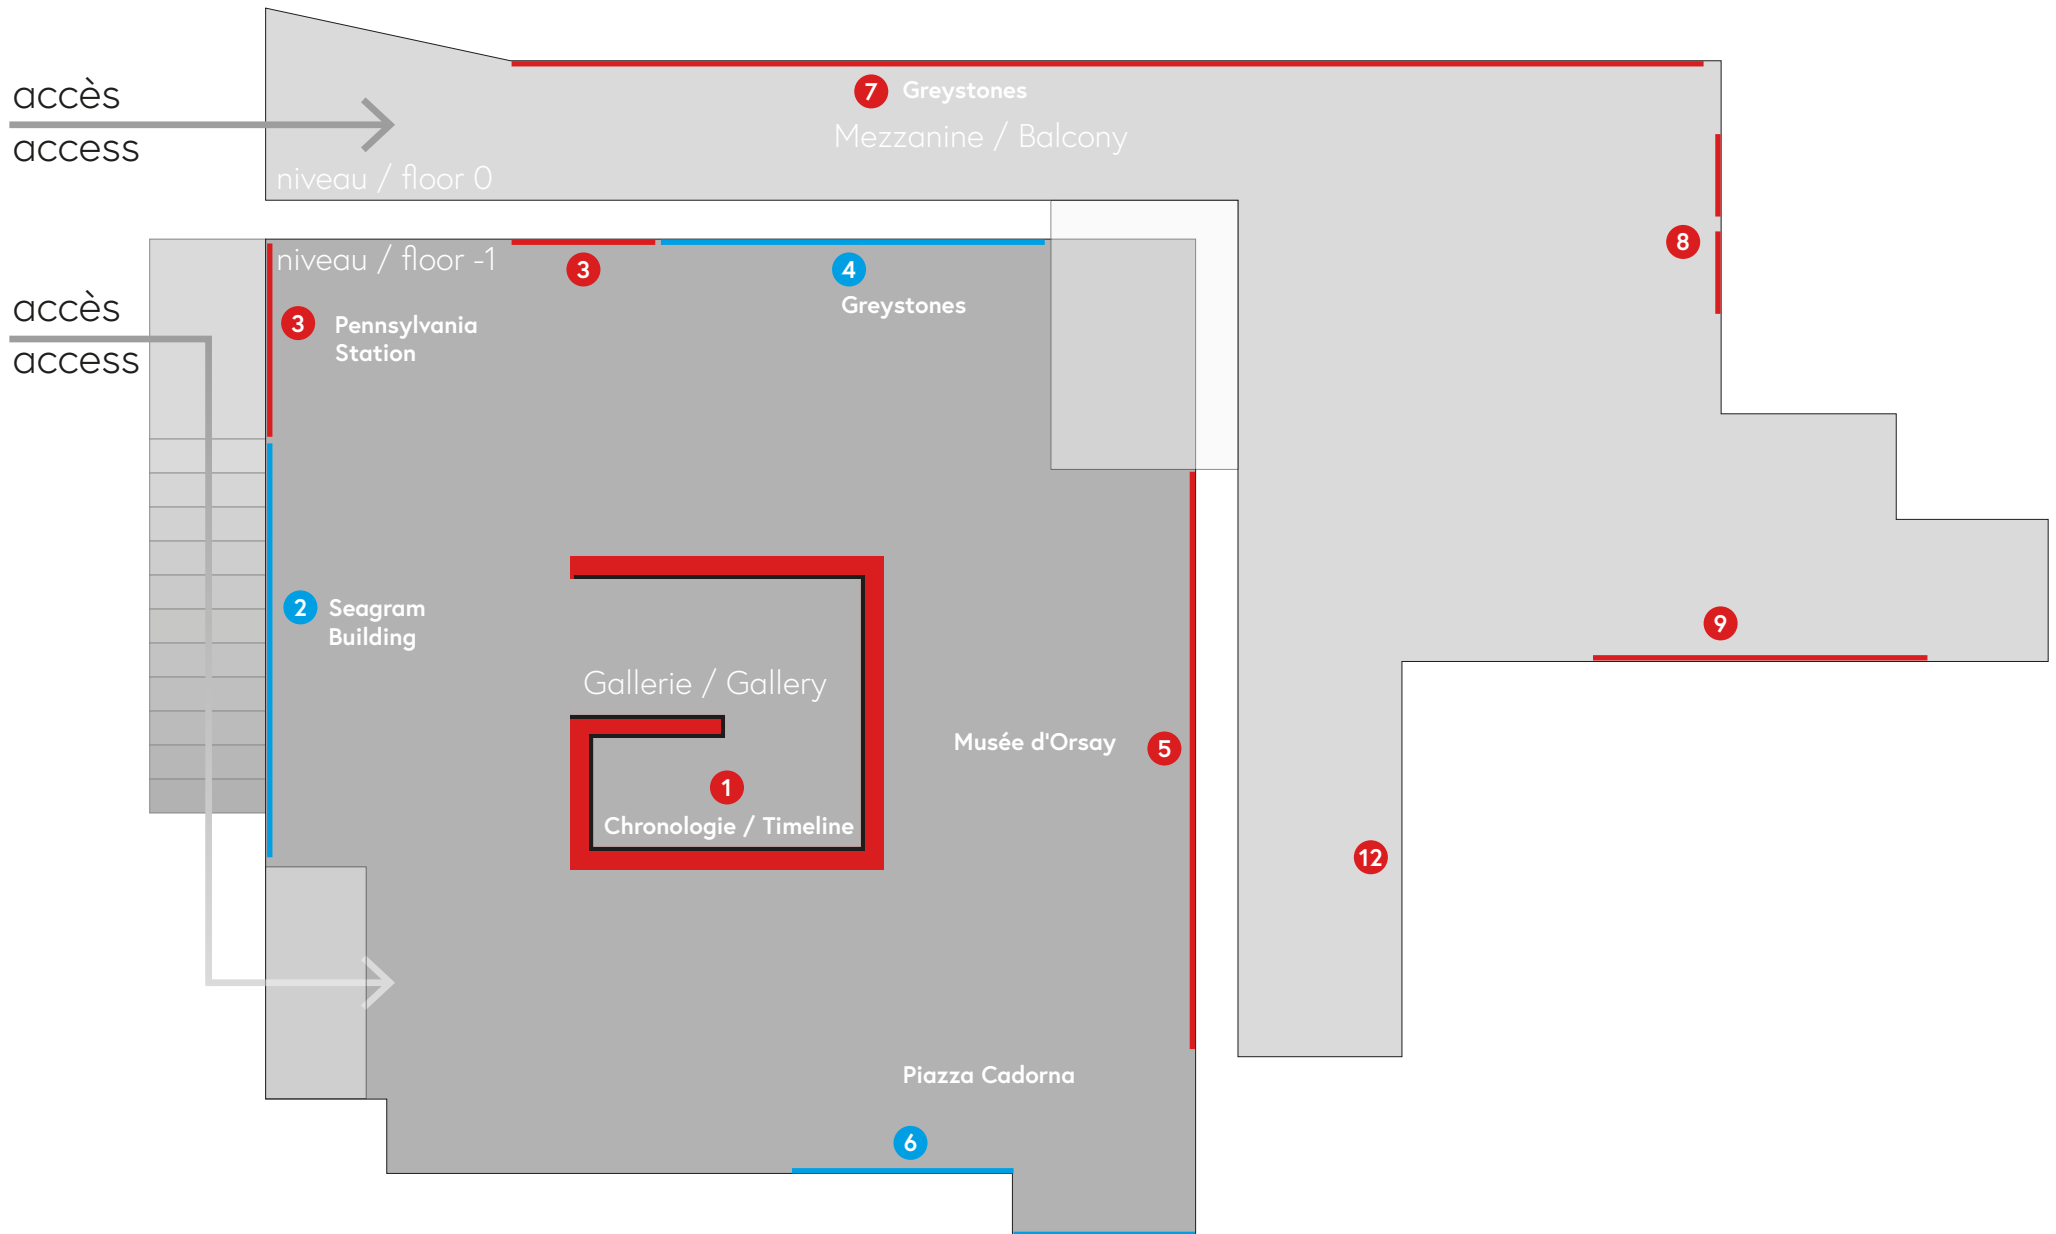 accès
access
7 Greystones
Mezzanine / Balcony
niveau / floor 0
8
niveau / floor -1
3
4
Greystones
accès
access
3 Pennsylvania
Station
2 Seagram
Building
9
Gallerie / Gallery
Musée d'Orsay 5
1
Chronologie / Timeline
12
Piazza Cadorna
6